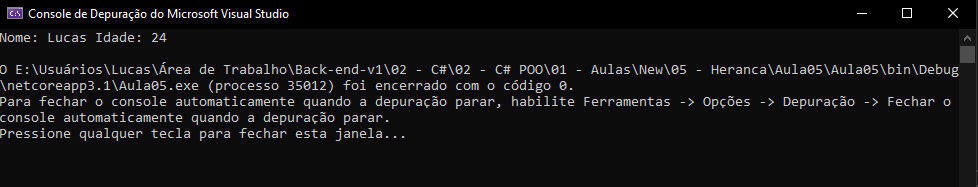 Console de Depuração do Microsoft Visual Studio
Nome: Lucas Idade: 24
O E:\Usuários\Lucas\Área de Trabalho\Back-end-v1\02 - C#\02 - C# POO\01 - Aulas\New\05 - Heranca\Aula05\Aula05\bin\Debug
\netcoreapp3.1\Aula05.exe (processo 35012) foi encerrado com o código 0.
Para fechar o console automaticamente quando a depuração parar, habilite Ferramentas -> Opções -> Depuração -> Fechar o
console automaticamente quando a depuração parar.
Pressione qualquer tecla para fechar esta janela...